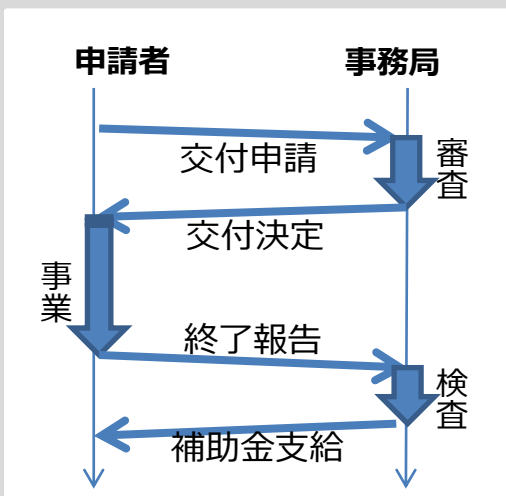 申請者
事務局
交付申請
審査
交付決定
事業
終了報告
検査
補助金支給